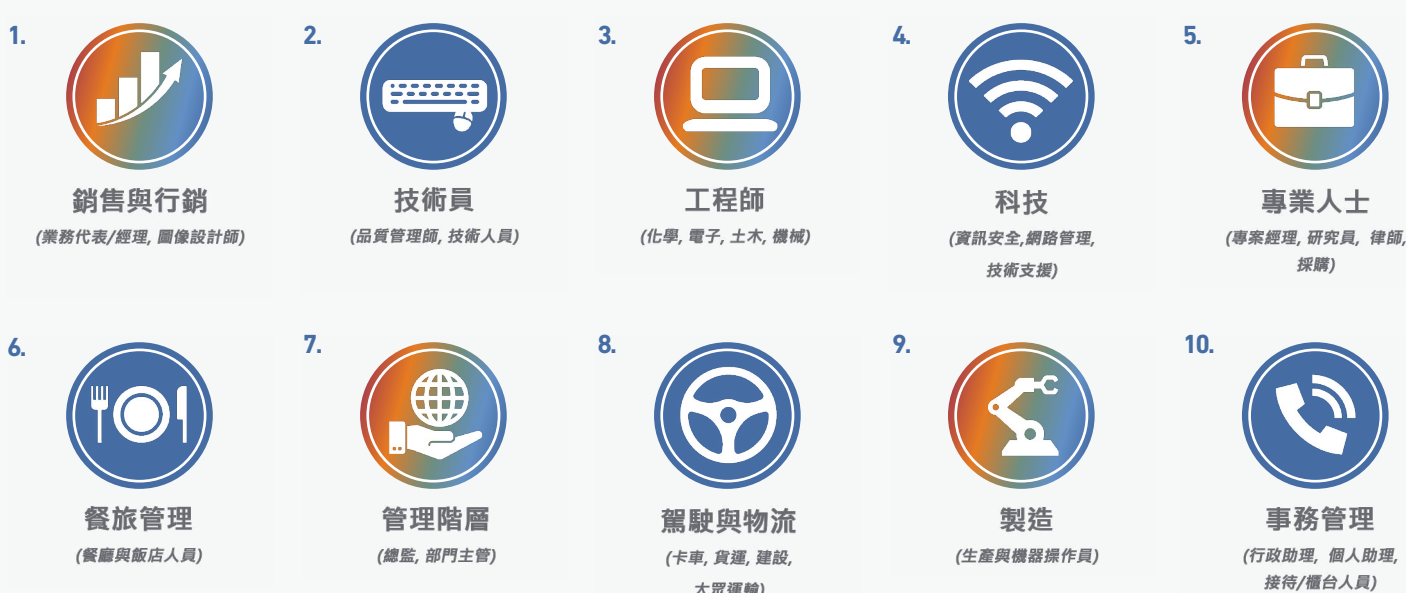 1.
銷售與行銷
(業務代表/經理, 圖像設計師)
2.
技術員
(品質管理師, 技術人員)
3.
工程師
(化學, 電子, 土木, 機械)
4.
科技
(資訊安全,網路管理,
技術支援)
5.
專業人士
(專案經理, 研究員, 律師,
採購)
6.
餐旅管理
(餐廳與飯店人員)
7.
管理階層
(總監, 部門主管)
8.
駕駛與物流
(卡車, 貨運, 建設,
大眾運輸)
9.
製造
(生產與機器操作員)
10.
事務管理
(行政助理, 個人助理,
接待/櫃台人員)